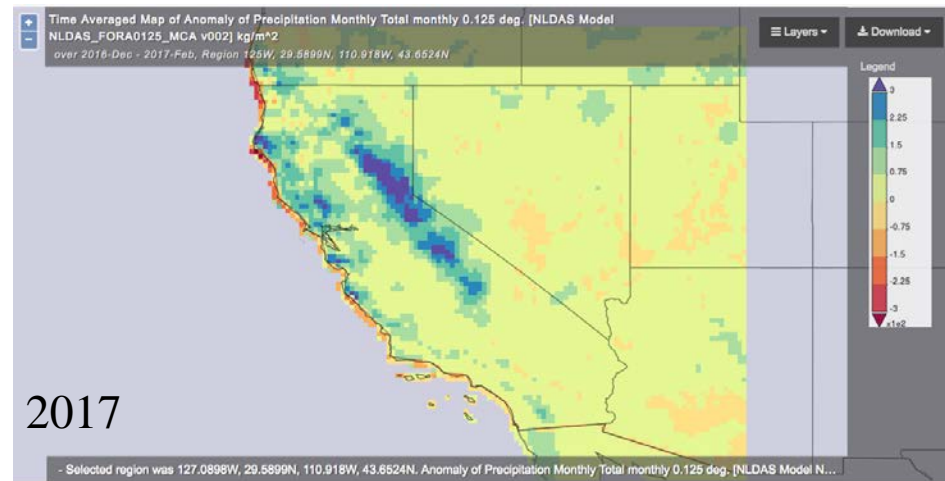 Time Averaged Map of Anomaly of Precipitation Monthly Total monthly 0.125 deg. [NLDAS Model
NLDAS_FORA0125_MCA v002] kg/m^2
over 2016-Dec - 2017-Feb, Region 125W, 29.5899N, 110.918W, 43.6524N
Layers
Download
Legend
3
2.25
1.5
0.75
0
-0.75
-1.5
-2.25
-3
x1e2
2017
- Selected region was 127.0898W, 29.5899N, 110.918W, 43.6524N. Anomaly of Precipitation Monthly Total monthly 0.125 deg. [NLDAS Model N...